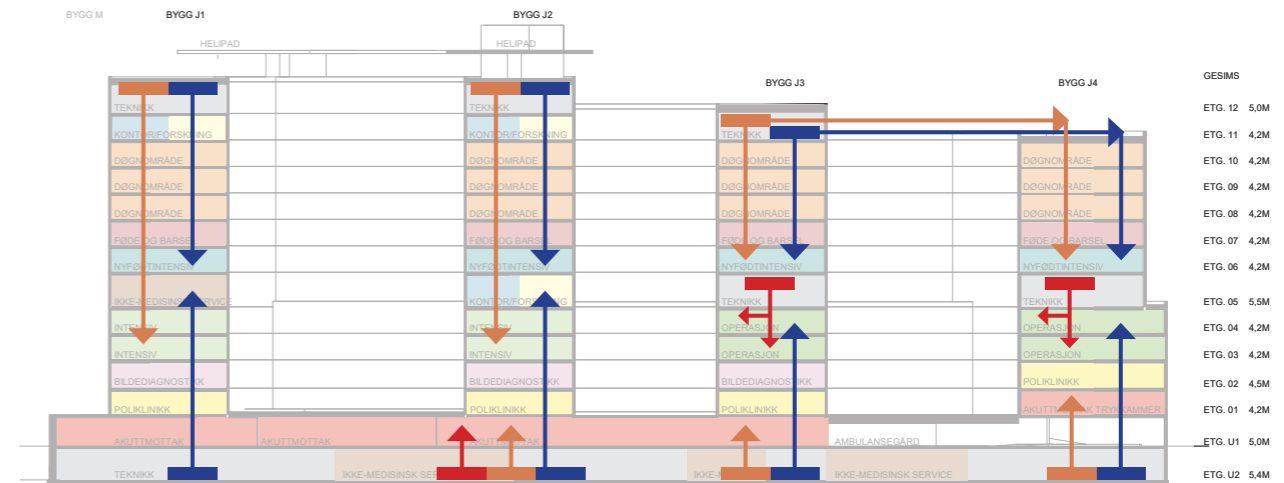 BYGG M
BYGG J1
BYGG J2
HELIPAD
HELIPAD
BYGG J3
BYGG J4
GESIMS
TEKNIKK
TEKNIKK
ETG. 12 5,0M
KONTOR/FORSKNING
KONTOR/FORSKNING
TEKNIKK
ETG. 11 4,2M
DØGNOMRÅDE
DØGNOMRÅDE
DØGNOMRÅDE
DØGNOMRÅDE
ETG. 10 4,2M
DØGNOMRÅDE
DØGNOMRÅDE
DØGNOMRÅDE
DØGNOMRÅDE
ETG. 09 4,2M
DØGNOMRÅDE
DØGNOMRÅDE
DØGNOMRÅDE
DØGNOMRÅDE
ETG. 08 4,2M
FØDE OG BARSEL
FØDE OG BARSEL
FØDE OG BARSEL
FØDE OG BARSEL
ETG. 07 4,2M
NYFØDTINTENSIV
NYFØDTINTENSIV
NYFØDTINTENSIV
NYFØDTINTENSIV
ETG. 06 4,2M
IKKE-MEDISINSK SERVICE
KONTOR/FORSKNING
TEKNIKK
TEKNIKK
ETG. 05 5,5M
INTENSIV
INTENSIV
OPERASJON
OPERASJON
ETG. 04 4,2M
INTENSIV
INTENSIV
OPERASJON
OPERASJON
ETG. 03 4,2M
BILDEDIAGNOSTIKK
BILDEDIAGNOSTIKK
BILDEDIAGNOSTIKK
POLIKLINIKK
ETG. 02 4,5M
POLIKLINIKK
POLIKLINIKK
POLIKLINIKK
AKUTTMOTTAK TRYKKAMMER
ETG. 01 4,2M
AKUTTMOTTAK
AKUTTMOTTAK
AKUTTMOTTAK
AMBULANSEGÅRD
ETG. U1 5,0M
TEKNIKK
IKKE-MEDISINSK SERVICE
IKKE-MEDISINSK SERVICE
ETG. U2 5,4M